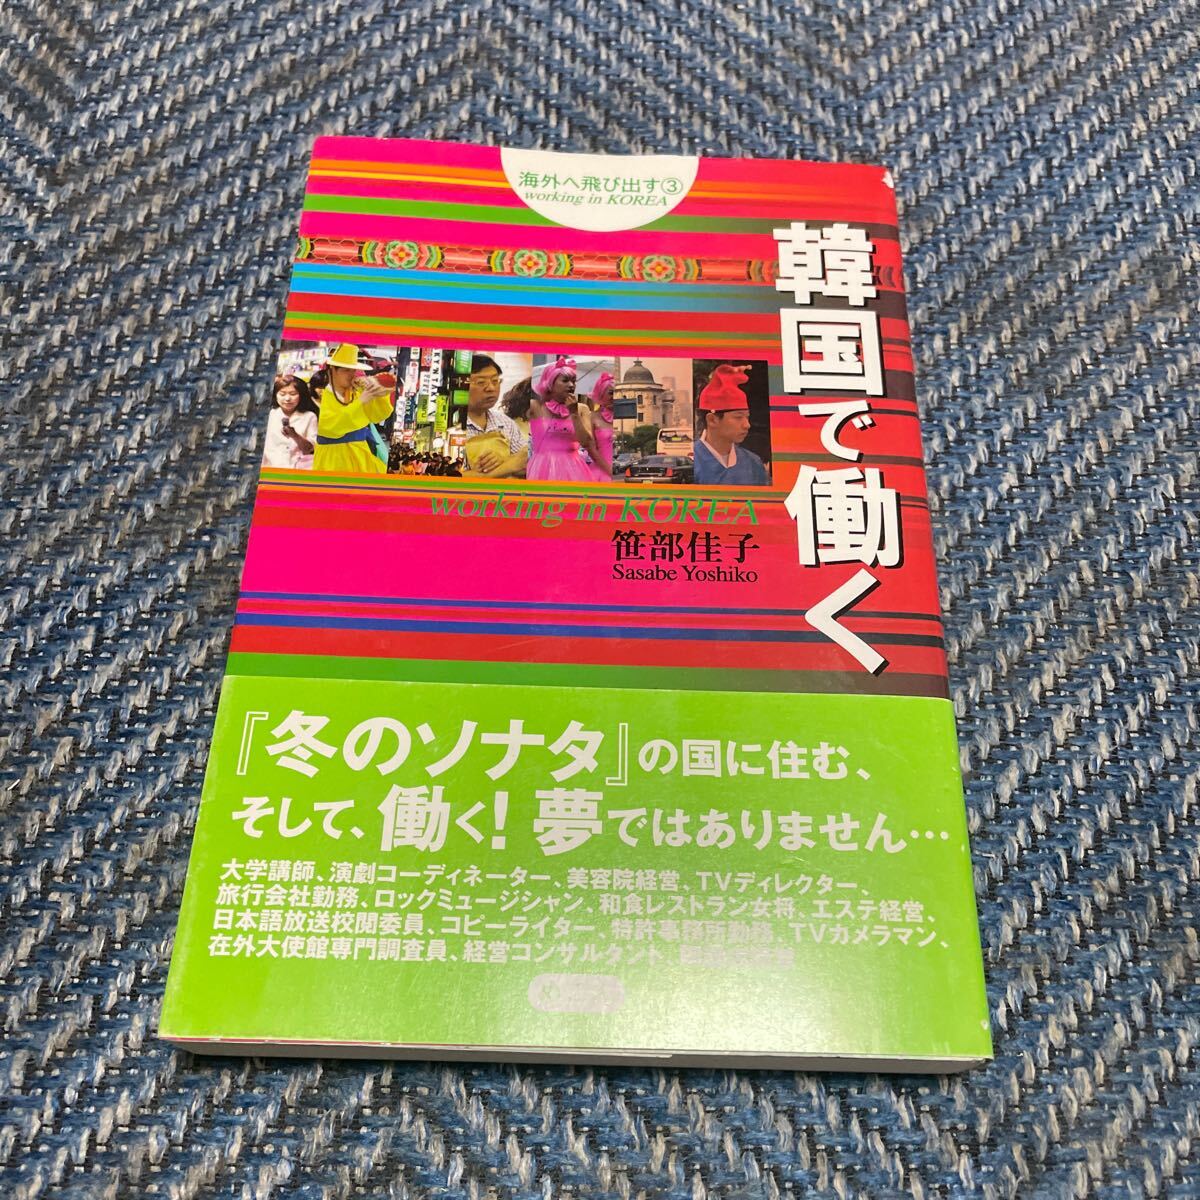 海外へ飛び出す③
working in KOREA
韓国で働く
working in KOREA
笹部佳子
Sasabe Yoshiko
『冬のソナタ』の国に住む、
そして、働く!夢ではありません…
大学講師、演劇コーディネーター、美容院経営、TVディレクター、
旅行会社勤務、ロックミュージシャン、和食レストラン女将、エステ経営、
日本語放送校閲委員、コピーライター、特許事務所勤務、TVカメラマン、
在外大使館専門調査員、経営コンサルタント、